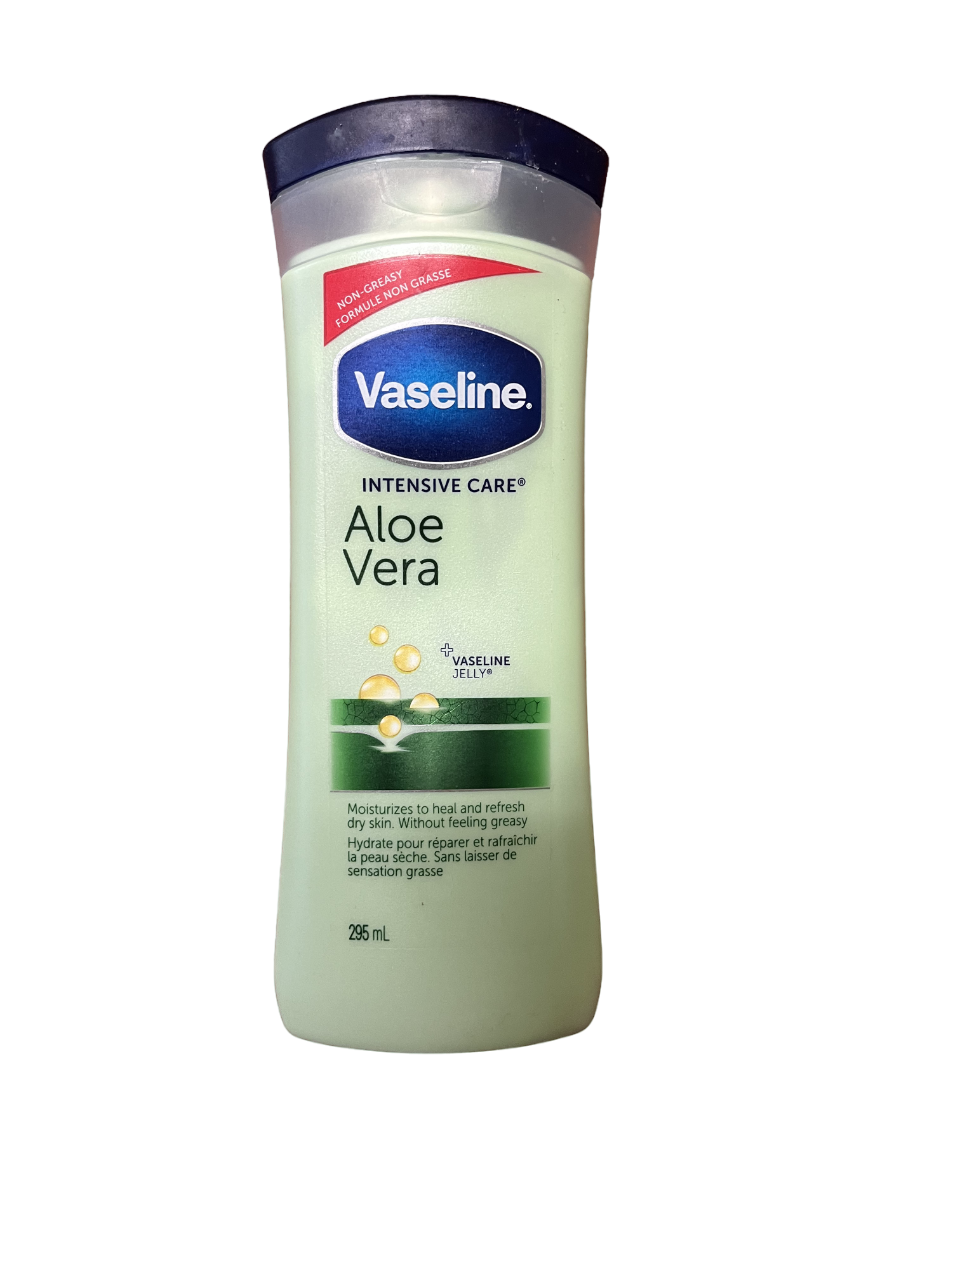 NON-GREASY
FORMULE NON GRASSE
Vaseline.
INTENSIVE CARE®
Aloe
Vera
+VASELINE
JELLY®
Moisturizes to heal and refresh
dry skin. Without feeling greasy
Hydrate pour réparer et rafraîchir
la peau sèche. Sans laisser de
sensation grasse
295 mL